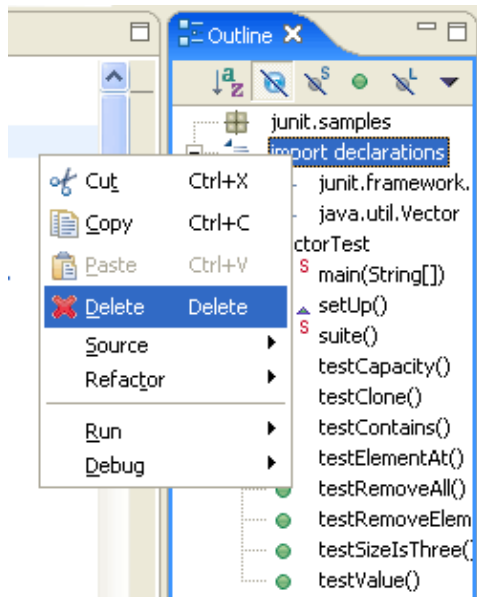 Outline
junit.samples
import declarations
junit.framework.
java.util.Vector
ctorTest
main(String[])
setUp()
suite()
testCapacity()
testClone()
testContains()
testElementAt()
testRemoveAll()
testRemoveElem
testSizeIsThree()
testValue()
Cut Ctrl+X
Copy Ctrl+C
Paste Ctrl+V
Delete Delete
Source
Refactor
Run
Debug